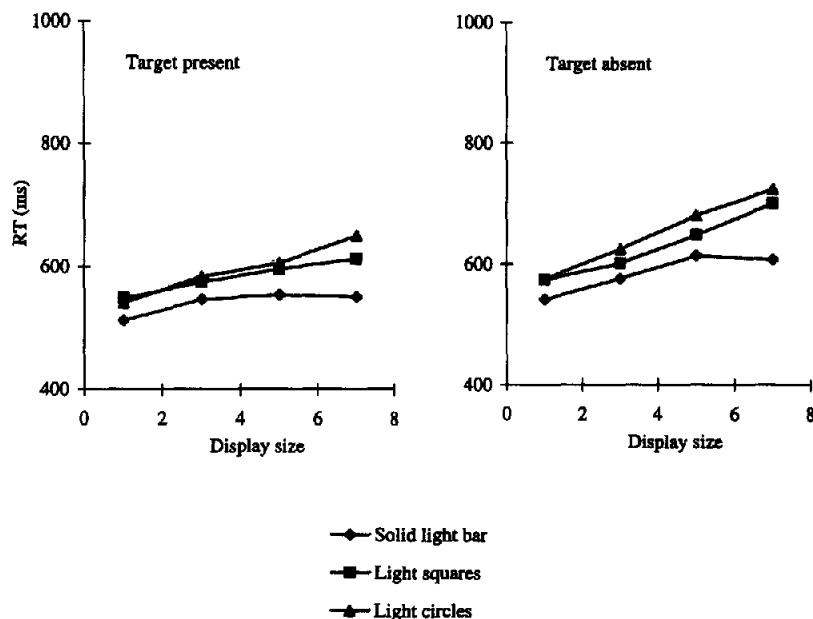 1000
Target present
800
RT (ms)
600
400
0 2 4 6 8
Display size
1000
Target absent
800
600
400
0 2 4 6 8
Display size
Solid light bar
Light squares
Light circles